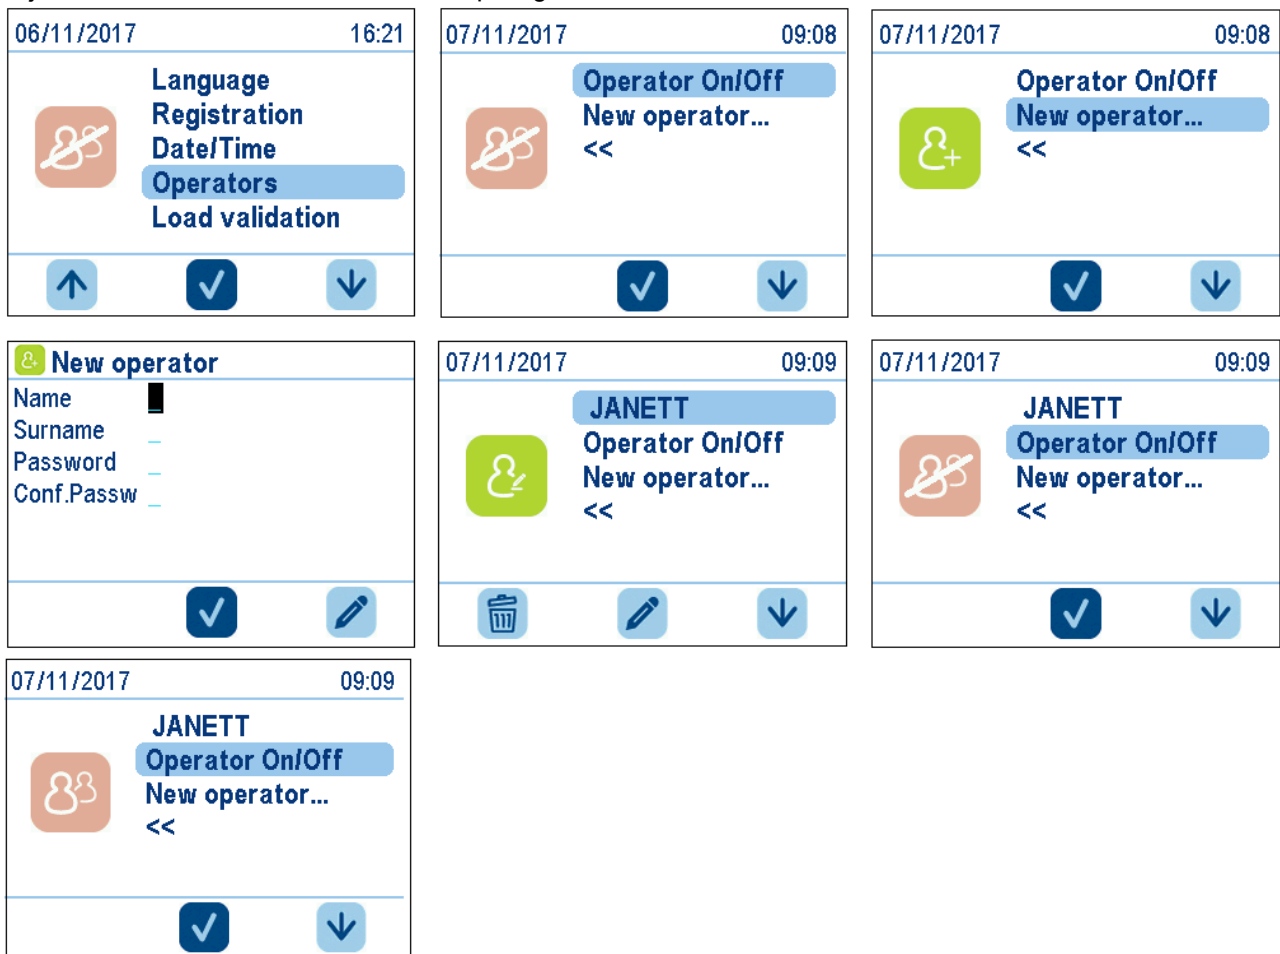 06/11/2017 16:21
Language
Registration
Date/Time
Operators
Load validation
07/11/2017 09:08
Operator On/Off
New operator...
<<
07/11/2017 09:08
Operator On/Off
New operator...
<<
New operator
Name _
Surname _
Password _
Conf.Passw _
07/11/2017 09:09
JANETT
Operator On/Off
New operator...
<<
07/11/2017 09:09
JANETT
Operator On/Off
New operator...
<<
07/11/2017 09:09
JANETT
Operator On/Off
New operator...
<<